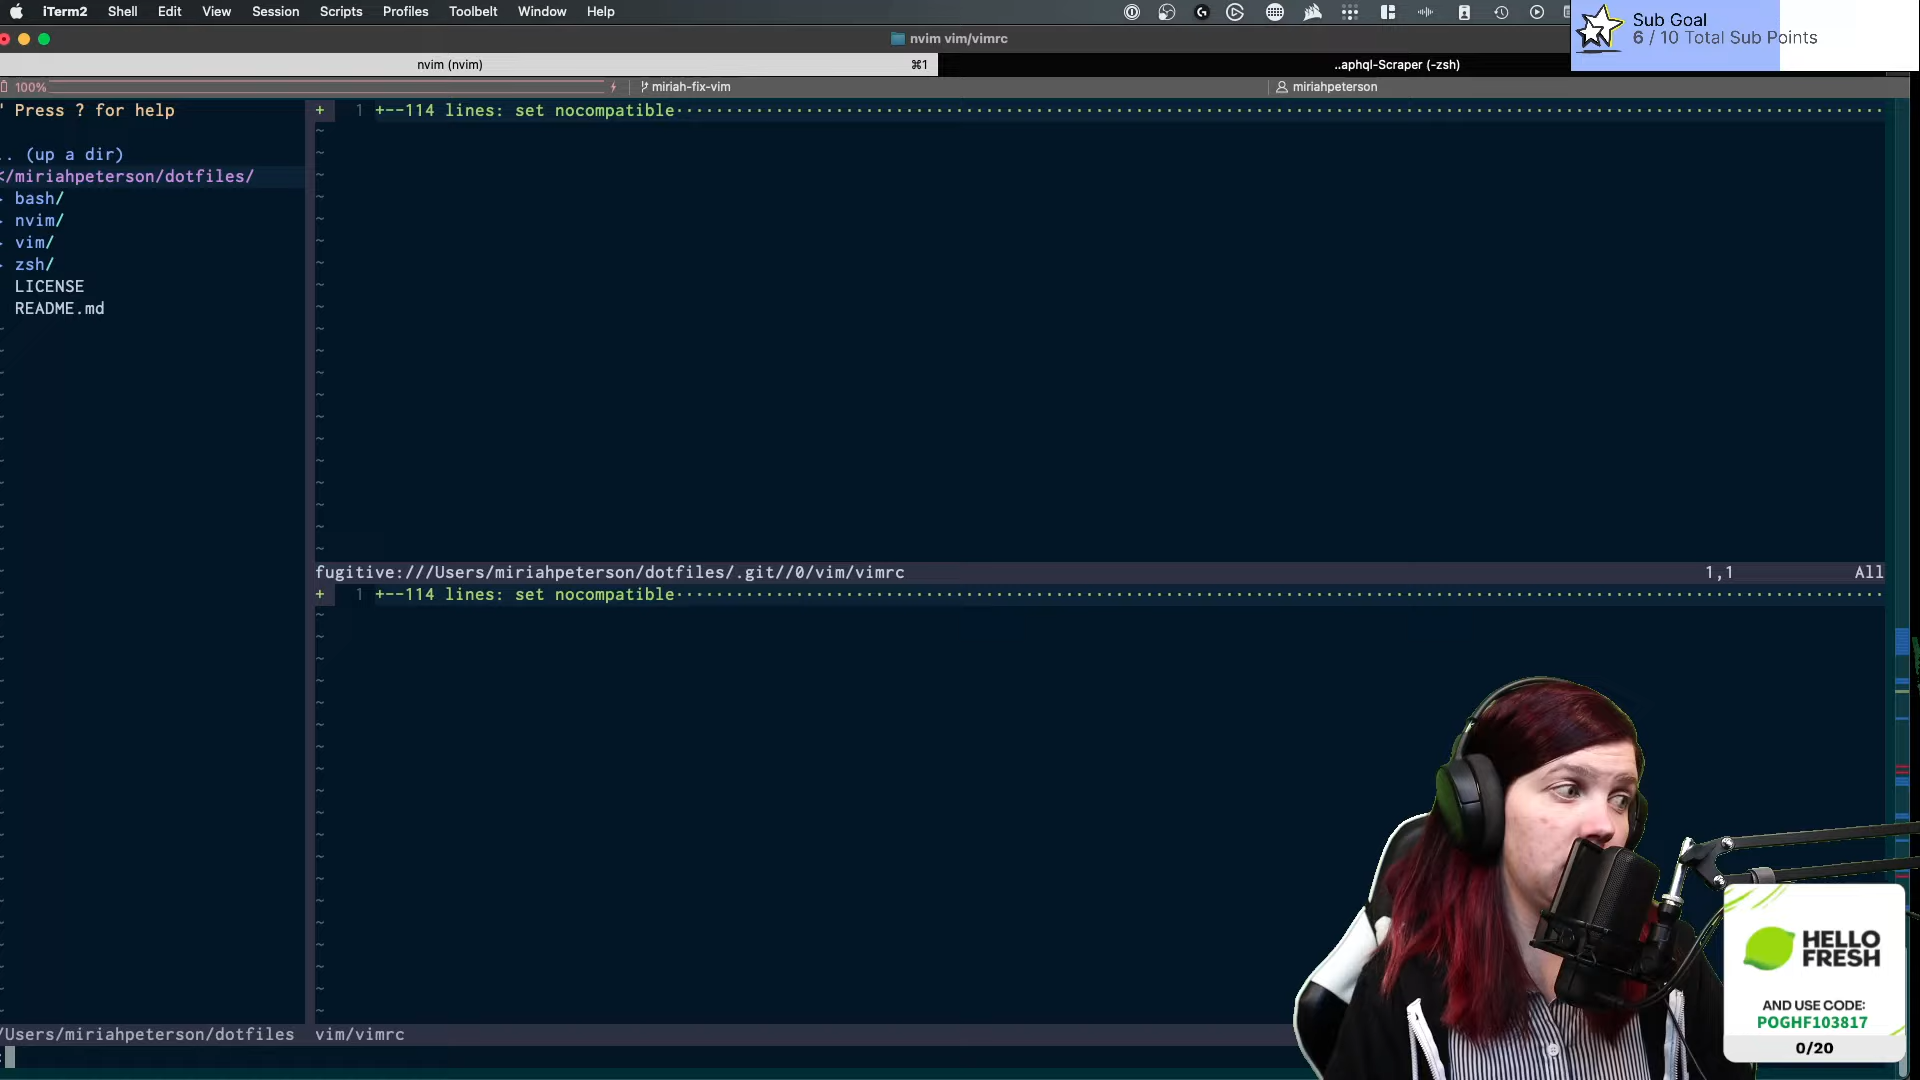 iTerm2 Shell Edit View Session Scripts Profiles Toolbelt Window Help
Sub Goal
6 / 10 Total Sub Points
nvim vim/vimrc
nvim (nvim) ⌘1 ..aphql-Scraper (-zsh)
100% miriah-fix-vim miriahpeterson
" Press ? for help
.. (up a dir)
</miriahpeterson/dotfiles/
bash/
nvim/
vim/
zsh/
LICENSE
README.md
+ 1 +--114 lines: set nocompatible
fugitive:///Users/miriahpeterson/dotfiles/.git//0/vim/vimrc 1,1 All
+ 1 +--114 lines: set nocompatible
/Users/miriahpeterson/dotfiles vim/vimrc
:
HELLO
FRESH
AND USE CODE:
POGHF103817
0/20